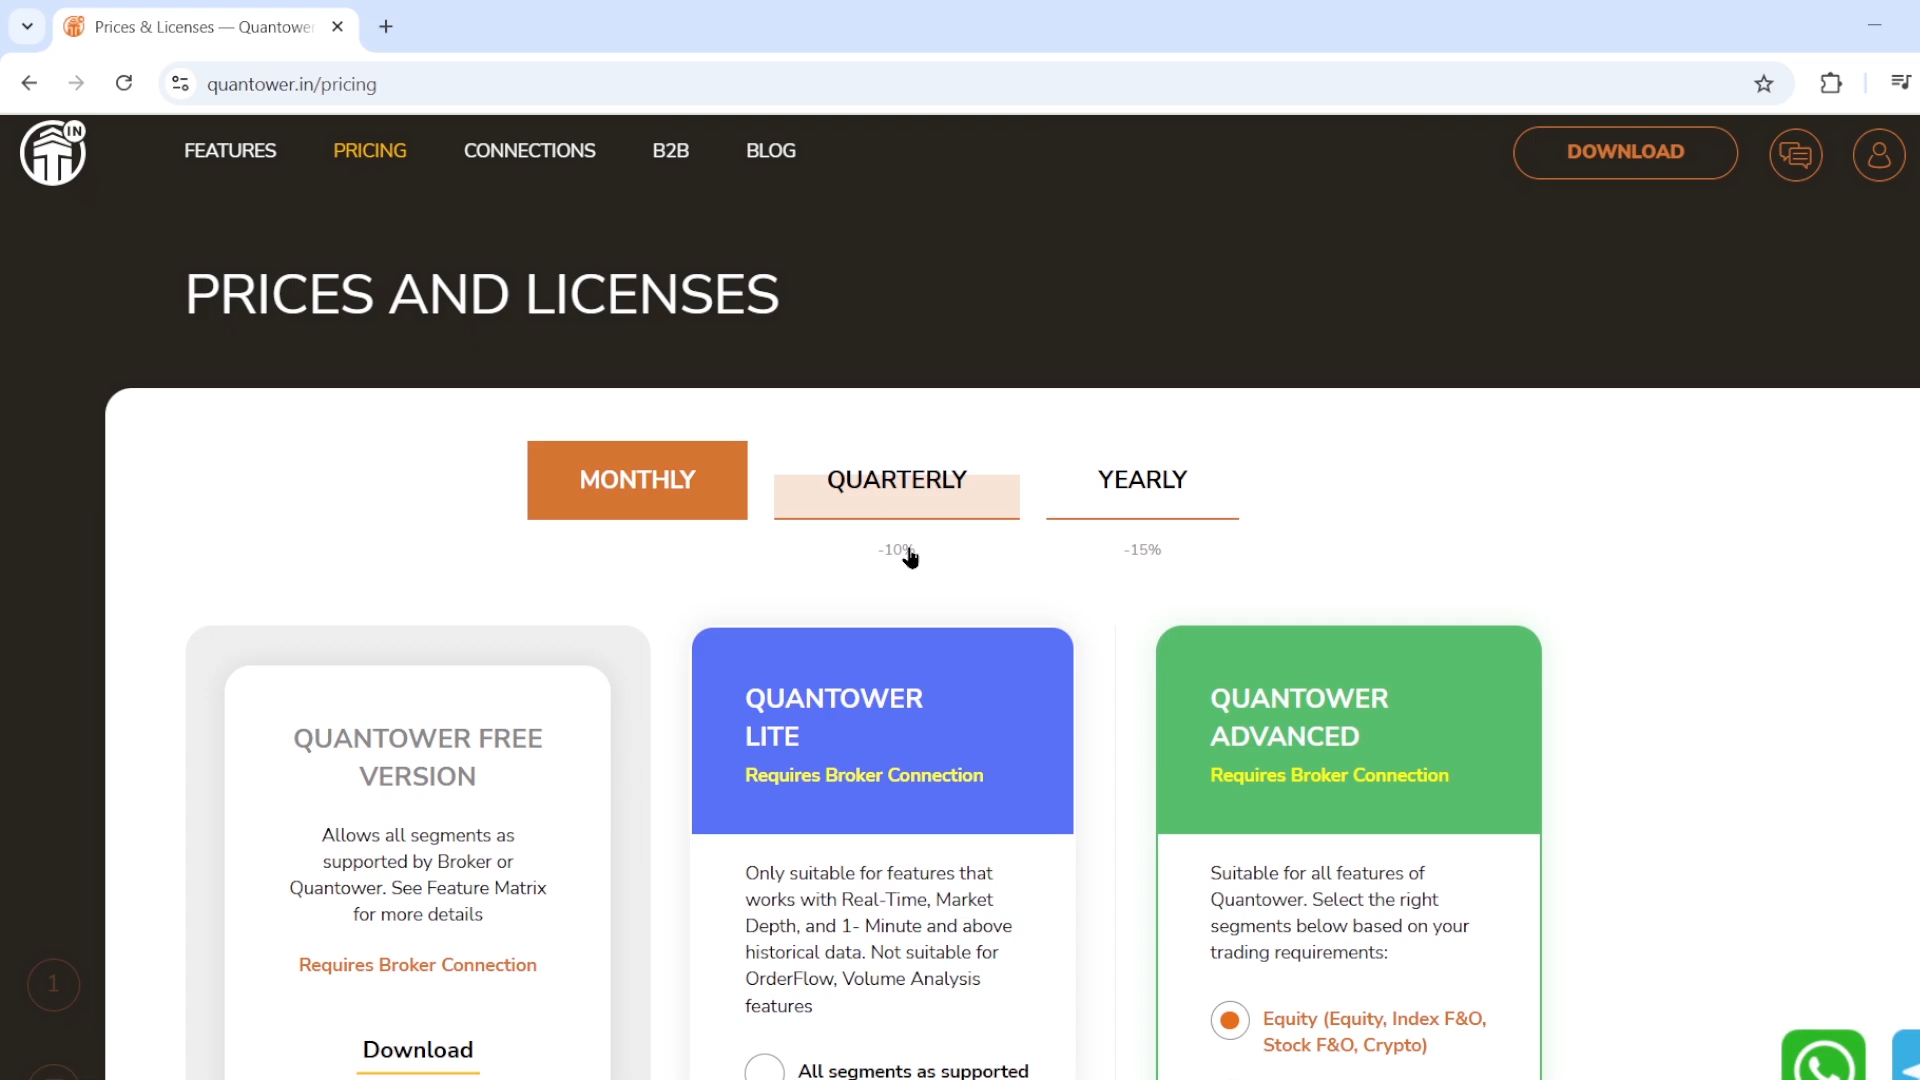 Prices & Licenses — Quantower
quantower.in/pricing
IN
FEATURES
PRICING
CONNECTIONS
B2B
BLOG
DOWNLOAD
PRICES AND LICENSES
MONTHLY
QUARTERLY
YEARLY
-10%
-15%
QUANTOWER FREE
VERSION
Allows all segments as
supported by Broker or
Quantower. See Feature Matrix
for more details
Requires Broker Connection
Download
QUANTOWER
LITE
Requires Broker Connection
Only suitable for features that
works with Real-Time, Market
Depth, and 1- Minute and above
historical data. Not suitable for
OrderFlow, Volume Analysis
features
All segments as supported
QUANTOWER
ADVANCED
Requires Broker Connection
Suitable for all features of
Quantower. Select the right
segments below based on your
trading requirements:
Equity (Equity, Index F&O,
Stock F&O, Crypto)
1